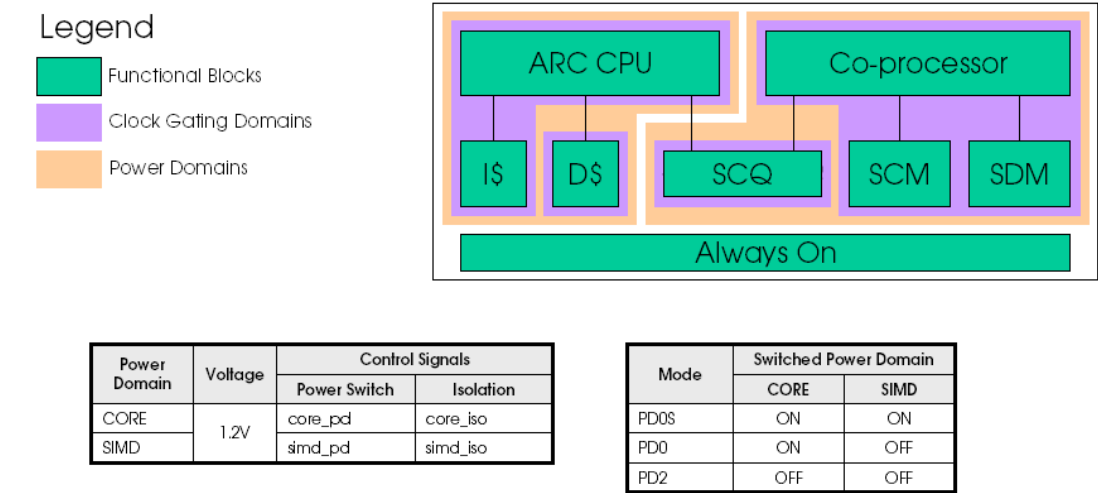 Legend
Functional Blocks
Clock Gating Domains
Power Domains
ARC CPU
Co-processor
I$
D$
SCQ
SCM
SDM
Always On
Power Domain Voltage Control Signals
Power Switch Isolation
CORE 1.2V core_pd core_iso
SIMD simd_pd simd_iso
Mode Switched Power Domain
CORE SIMD
PD0S ON ON
PD0 ON OFF
PD2 OFF OFF